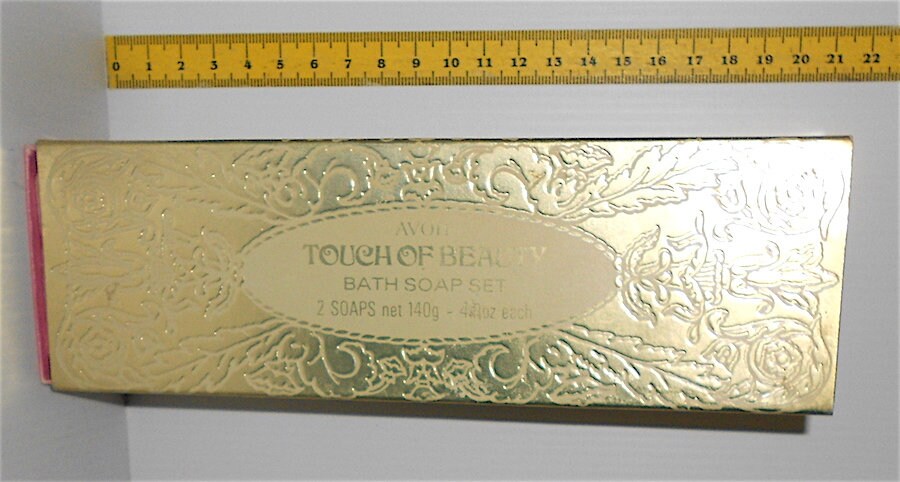 0 1 2 3 4 5 6 7 8 9 10 11 12 13 14 15 16 17 18 19 20 21 22
AVON
TOUCH OF BEAUTY
BATH SOAP SET
2 SOAPS net 140g - oz each